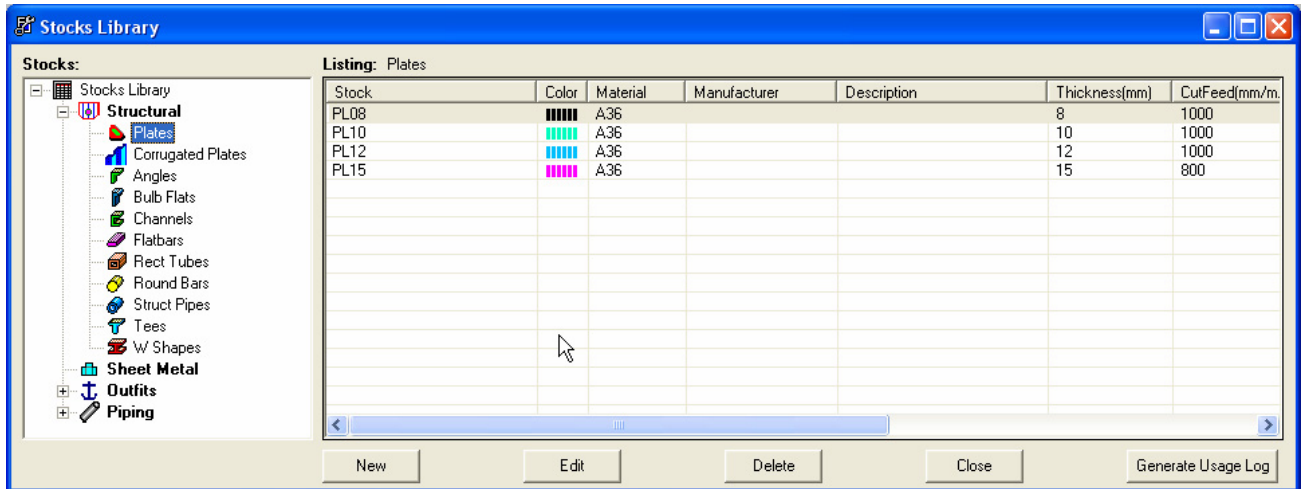 Stocks Library
Stocks: Listing: Plates
Stocks Library
Structural
Plates
Corrugated Plates
Angles
Bulb Flats
Channels
Flatbars
Rect Tubes
Round Bars
Struct Pipes
Tees
W Shapes
Sheet Metal
Outfits
Piping
Stock Color Material Manufacturer Description Thickness(mm) CutFeed(mm/m.
PL08 A36 8 1000
PL10 A36 10 1000
PL12 A36 12 1000
PL15 A36 15 800
New Edit Delete Close Generate Usage Log